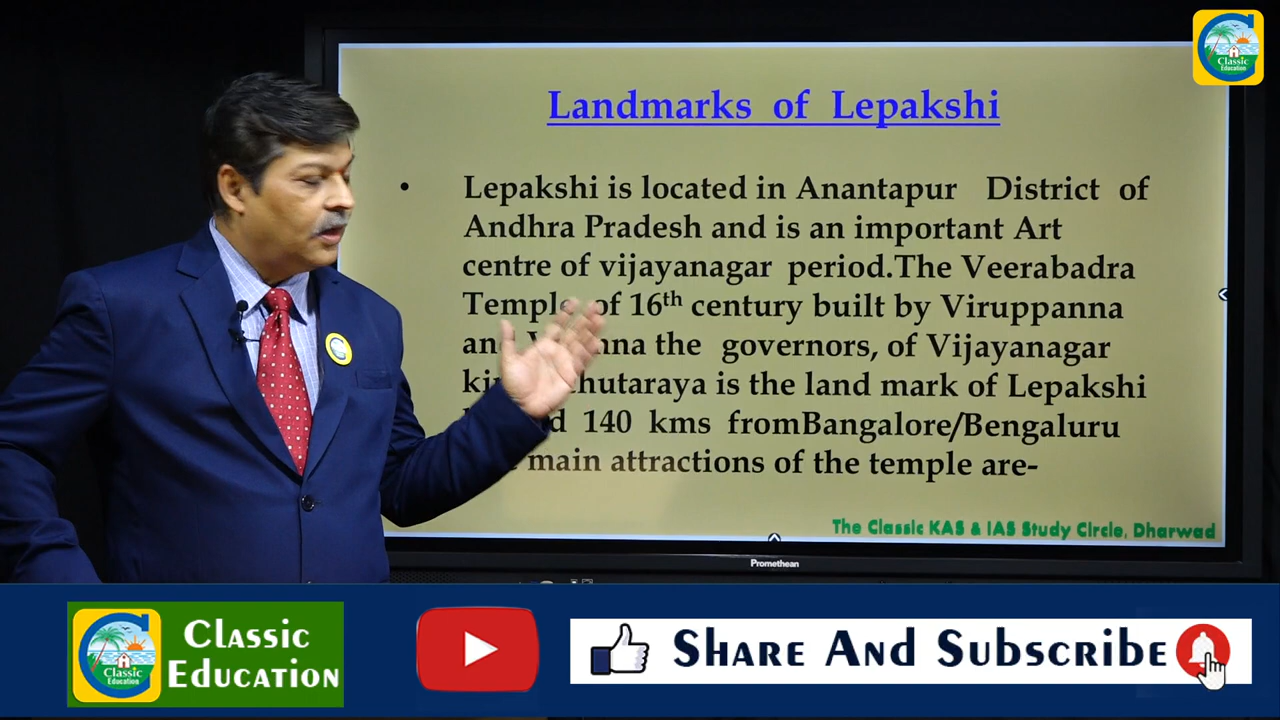 Classic
Education
Landmarks of Lepakshi
• Lepakshi is located in Anantapur District of
Andhra Pradesh and is an important Art
centre of vijayanagar period.The Veerabadra
Temple of 16th century built by Viruppanna
and the governors, of Vijayanagar
is the land mark of Lepakshi
140 kms fromBangalore/Bengaluru
main attractions of the temple are-
The Classic KAS & IAS Study Circle, Dharwad
Promethean
Classic
Education
Classic
Education
Share And Subscribe